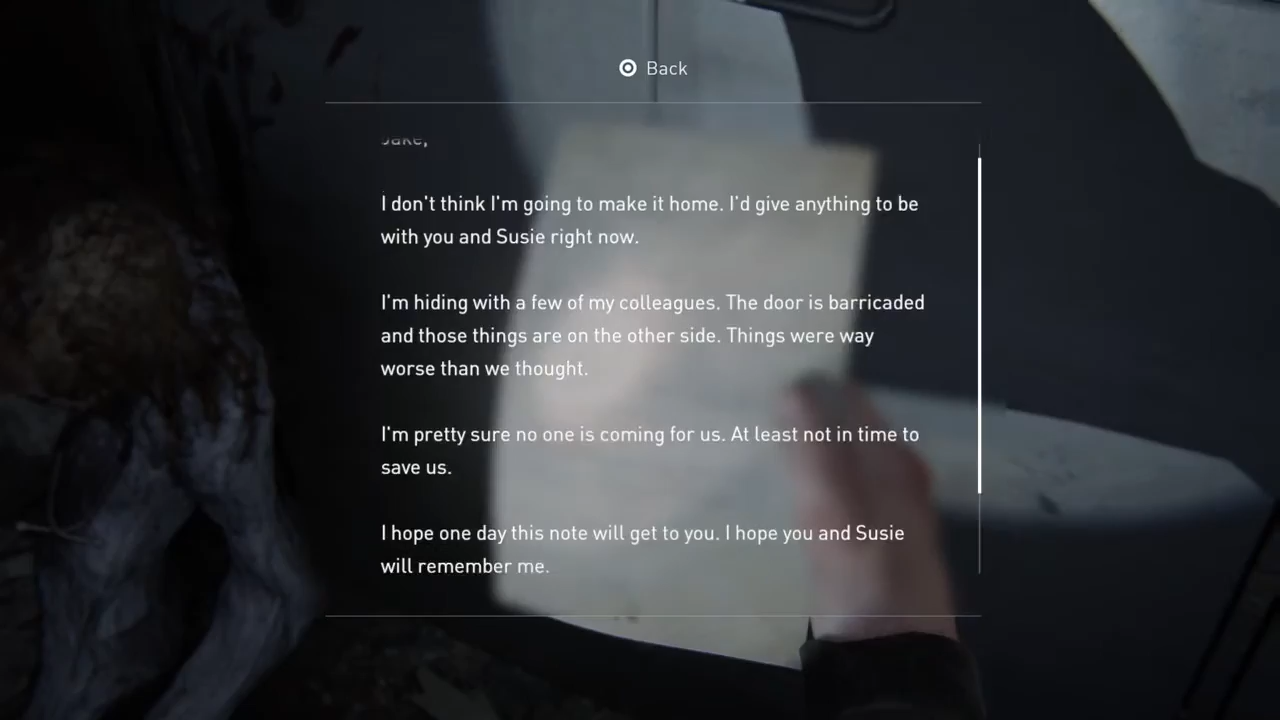 Back
Jake,
I don't think I'm going to make it home. I'd give anything to be
with you and Susie right now.
I'm hiding with a few of my colleagues. The door is barricaded
and those things are on the other side. Things were way
worse than we thought.
I'm pretty sure no one is coming for us. At least not in time to
save us.
I hope one day this note will get to you. I hope you and Susie
will remember me.